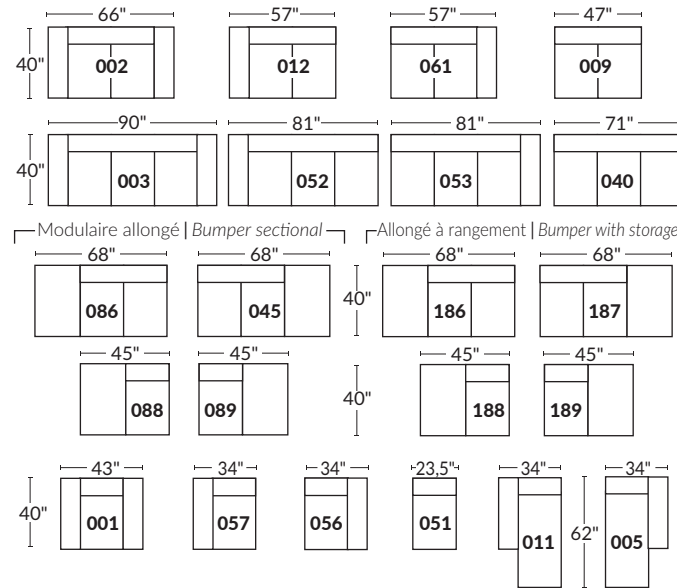 66" 57" 57" 47"
40" 002 012 061 009
90" 81" 81" 71"
40" 003 052 053 040
Modulaire allongé | Bumper sectional Allongé à rangement | Bumper with storage
68" 68" 68" 68"
086 045 40" 186 187
45" 45" 45" 45"
088 089 40" 188 189
43" 34" 34" 23,5" 34" 34"
40" 001 057 056 051 011 62" 005